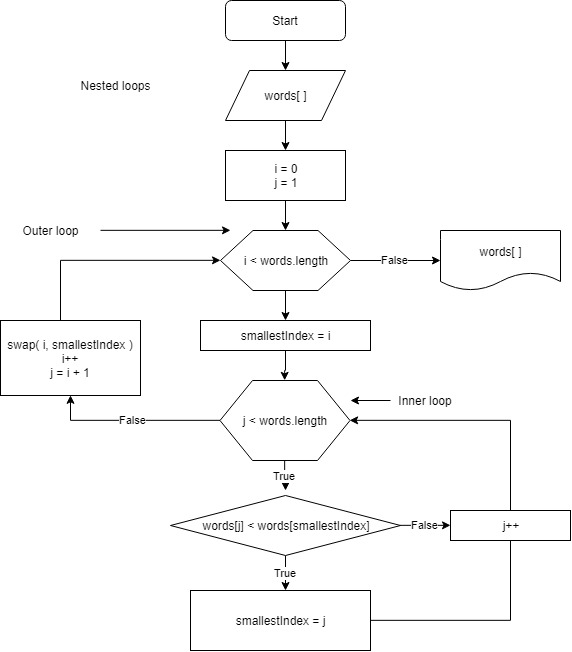 Start
Nested loops
words[ ]
i = 0
j = 1
Outer loop
i < words.length
False
words[ ]
smallestIndex = i
swap( i, smallestIndex )
i++
j = i + 1
j < words.length
Inner loop
False
True
words[j] < words[smallestIndex]
False
j++
True
smallestIndex = j